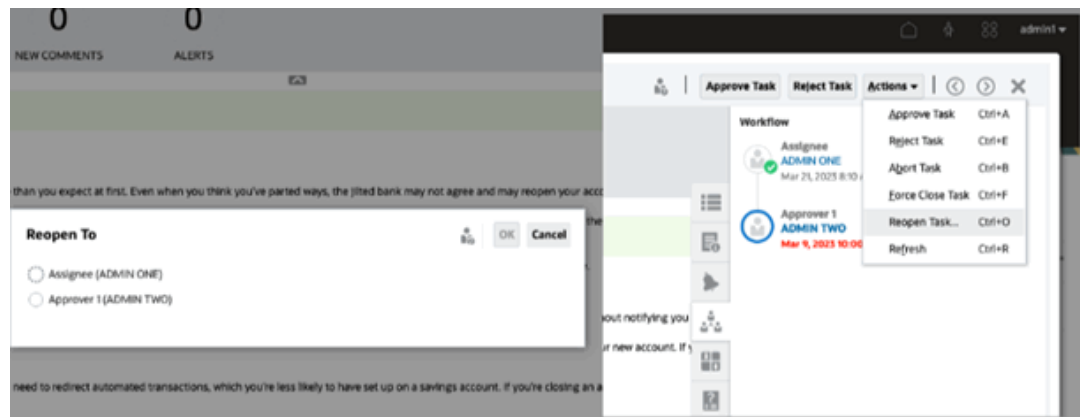 0 0
NEW COMMENTS ALERTS
than you expect at first. Even when you think you've parted ways, the jilted bank may not agree and may reopen your acco
the
Reopen To
OK Cancel
Assignee (ADMIN ONE)
Approver 1 (ADMIN TWO)
need to redirect automated transactions, which you're less likely to have set up on a savings account. If you're closing an a
admin1
Approve Task Reject Task Actions
Workflow
Assignee
ADMIN ONE
Mar 21, 2023 8:10
Approver 1
ADMIN TWO
Mar 9, 2023 10:00
Approve Task Ctrl+A
Reject Task Ctrl+E
Abort Task Ctrl+B
Force Close Task Ctrl+F
Reopen Task... Ctrl+O
Refresh Ctrl+R
out notifying you
ur new account. If y